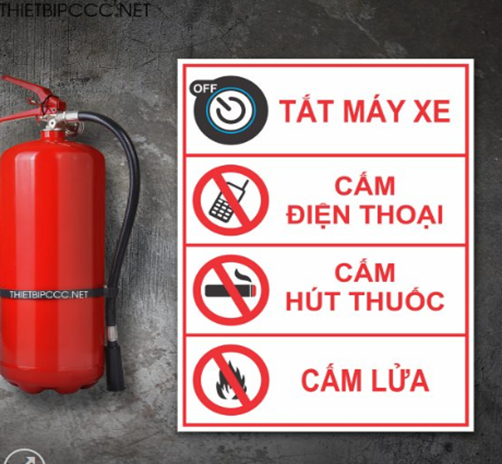 THIETBIPCCC.NET
OFF
TẮT MÁY XE
CẤM
ĐIỆN THOẠI
CẤM
HÚT THUỐC
THIETBIPCCC.NET
CẤM LỬA